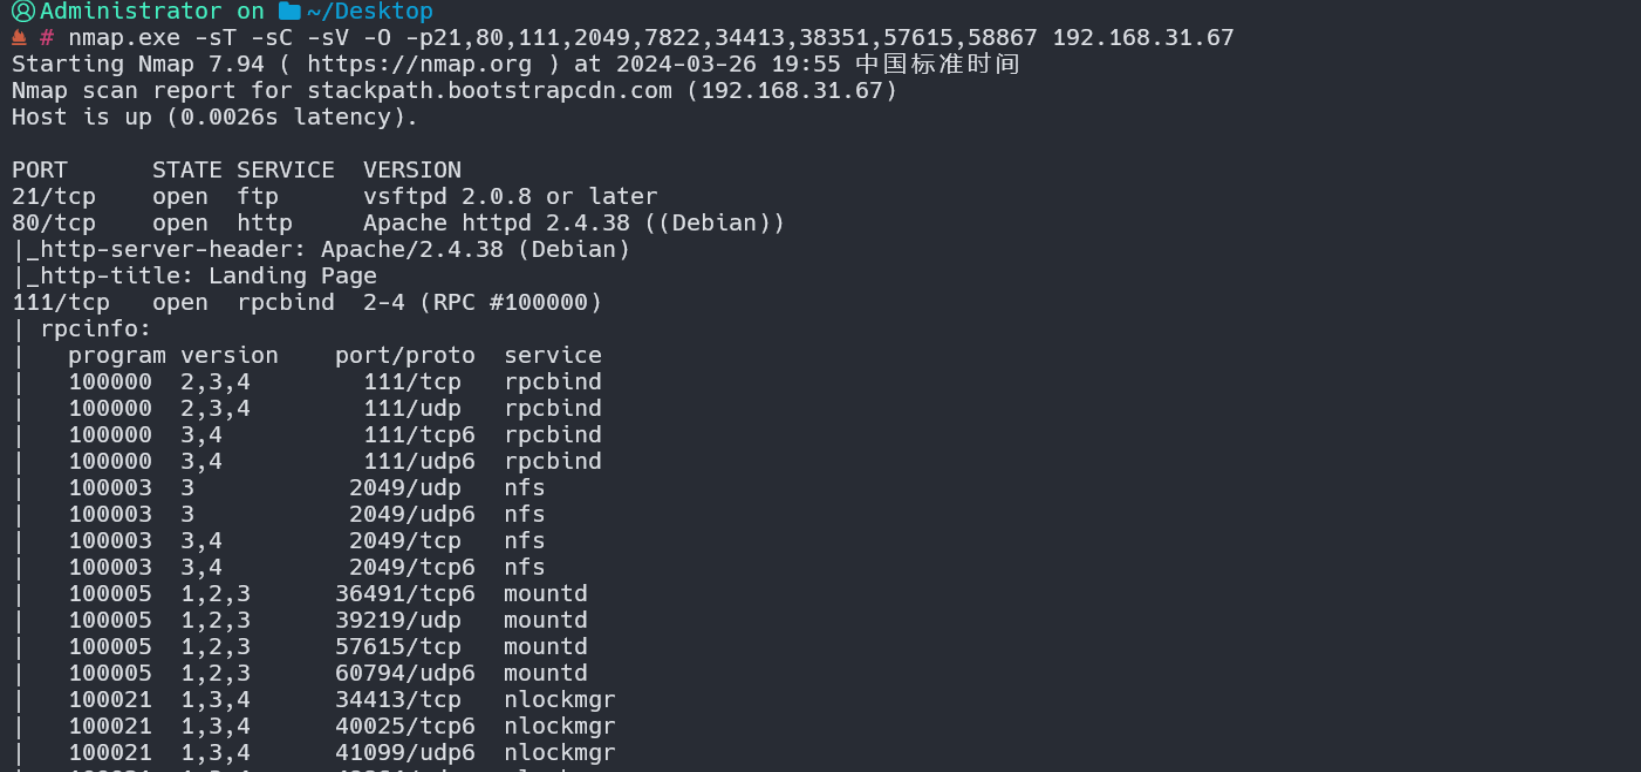 Administrator on ~/Desktop
# nmap.exe -sT -sC -sV -O -p21,80,111,2049,7822,34413,38351,57615,58867 192.168.31.67
Starting Nmap 7.94 ( https://nmap.org ) at 2024-03-26 19:55 中国标准时间
Nmap scan report for stackpath.bootstrapcdn.com (192.168.31.67)
Host is up (0.0026s latency).
PORT      STATE SERVICE  VERSION
21/tcp    open  ftp      vsftpd 2.0.8 or later
80/tcp    open  http     Apache httpd 2.4.38 ((Debian))
|_http-server-header: Apache/2.4.38 (Debian)
|_http-title: Landing Page
111/tcp   open  rpcbind  2-4 (RPC #100000)
| rpcinfo:
|   program version    port/proto  service
|   100000  2,3,4        111/tcp   rpcbind
|   100000  2,3,4        111/udp   rpcbind
|   100000  3,4          111/tcp6  rpcbind
|   100000  3,4          111/udp6  rpcbind
|   100003  3           2049/udp   nfs
|   100003  3           2049/udp6  nfs
|   100003  3,4         2049/tcp   nfs
|   100003  3,4         2049/tcp6  nfs
|   100005  1,2,3      36491/tcp6  mountd
|   100005  1,2,3      39219/udp   mountd
|   100005  1,2,3      57615/tcp   mountd
|   100005  1,2,3      60794/udp6  mountd
|   100021  1,3,4      34413/tcp   nlockmgr
|   100021  1,3,4      40025/tcp6  nlockmgr
|   100021  1,3,4      41099/udp6  nlockmgr